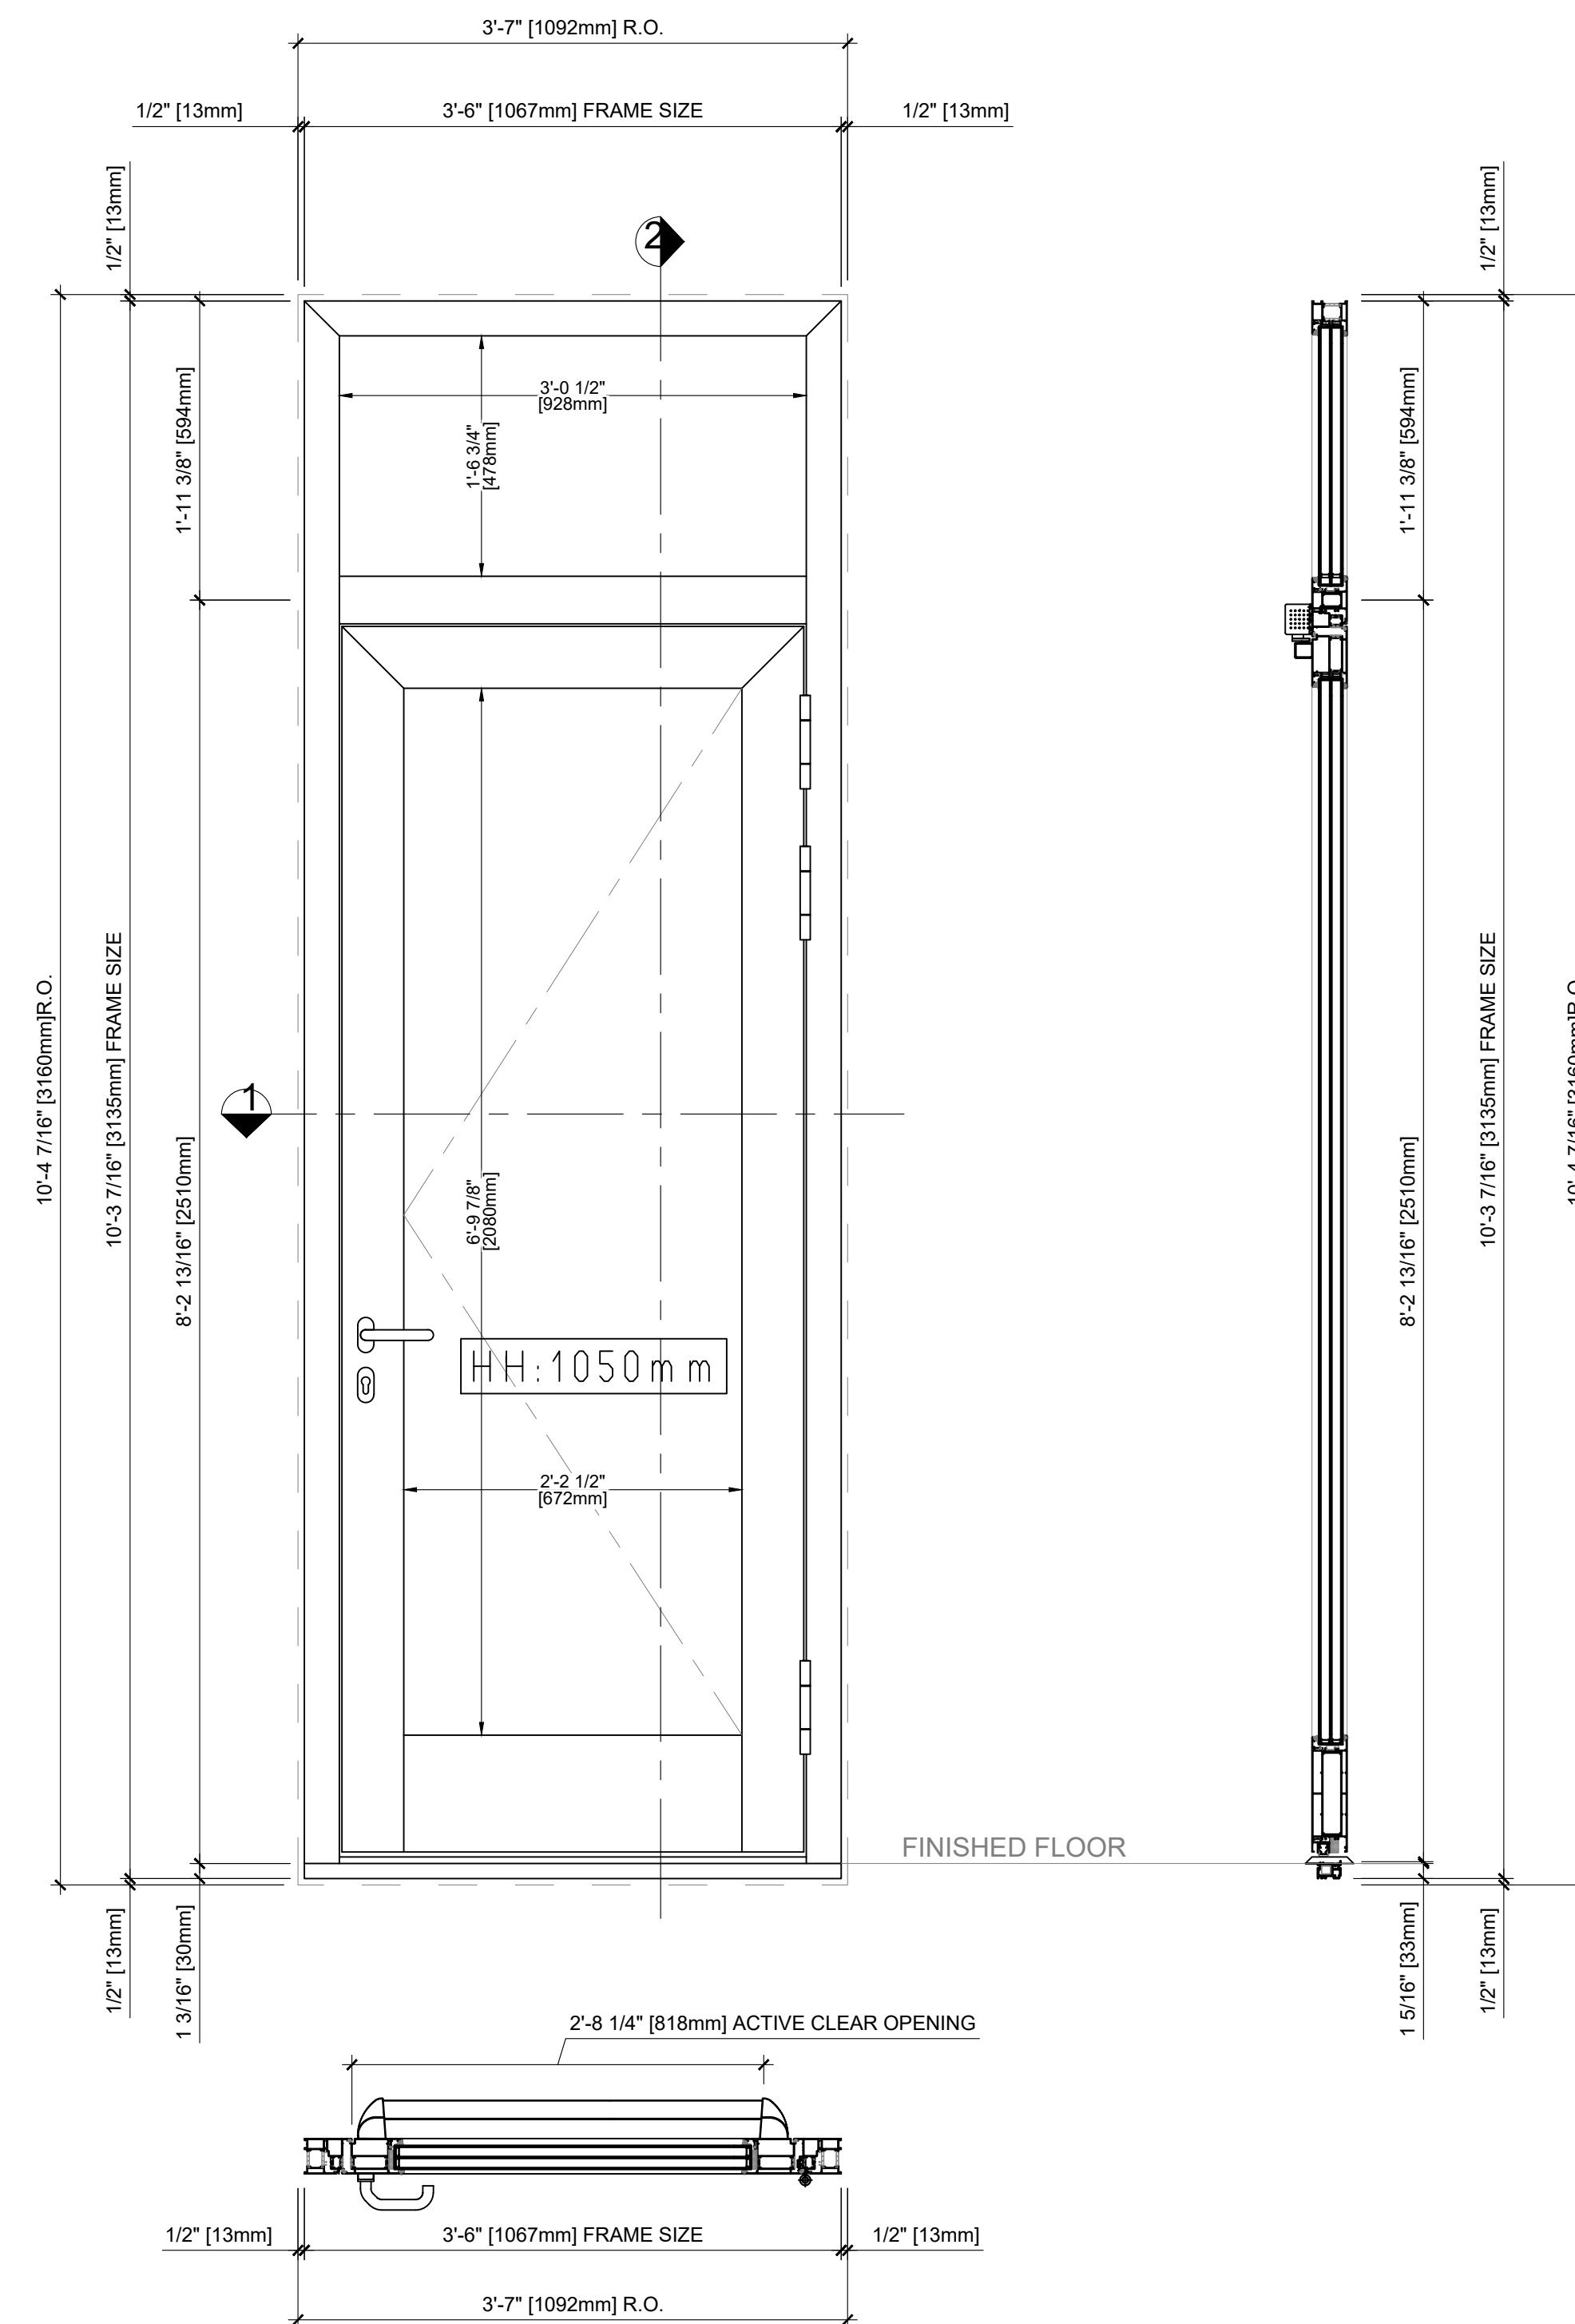 3'-7" [1092mm] R.O.
1/2" [13mm]
3'-6" [1067mm] FRAME SIZE
1/2" [13mm]
1/2" [13mm]
1/2" [13mm]
2
1'-11 3/8" [594mm]
3'-0 1/2"
[928mm]
1'-6 3/4"
[478mm]
1'-11 3/8" [594mm]
10'-4 7/16" [3160mm]R.O.
10'-3 7/16" [3135mm] FRAME SIZE
8'-2 13/16" [2510mm]
1
6'-9 7/8"
[2080mm]
8'-2 13/16" [2510mm]
10'-3 7/16" [3135mm] FRAME SIZE
10'-4 7/16" [3160mm]R.O.
HH:1050mm
2'-2 1/2"
[672mm]
FINISHED FLOOR
1/2" [13mm]
1 3/16" [30mm]
1 5/16" [33mm]
1/2" [13mm]
2'-8 1/4" [818mm] ACTIVE CLEAR OPENING
1/2" [13mm]
3'-6" [1067mm] FRAME SIZE
1/2" [13mm]
3'-7" [1092mm] R.O.